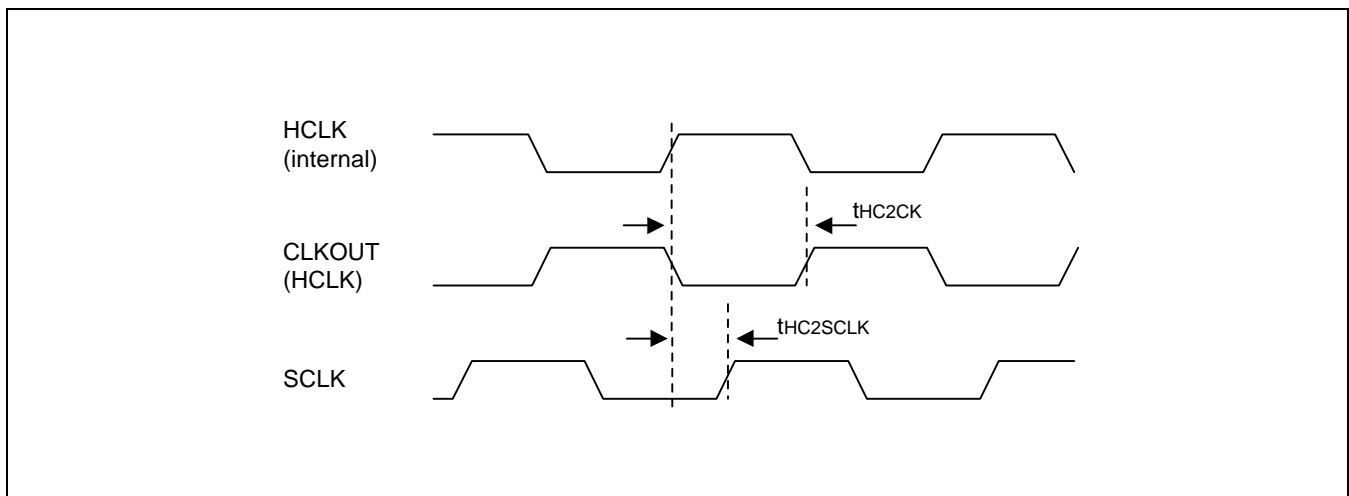 HCLK
(internal)
tHC2CK
CLKOUT
(HCLK)
tHC2SCLK
SCLK